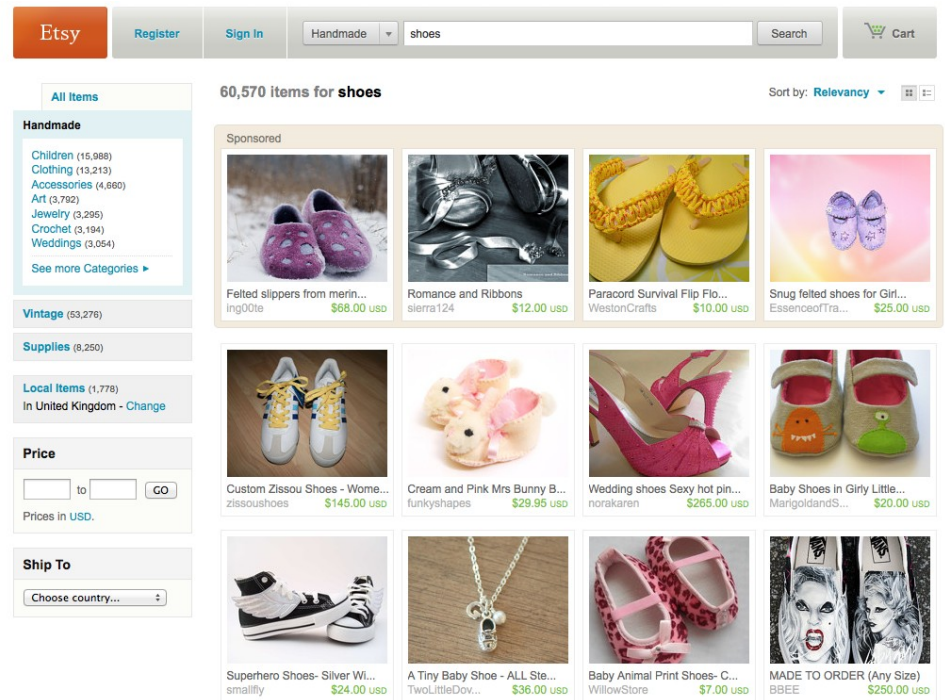 Etsy
Register
Sign In
Handmade
shoes
Search
Cart
All Items
60,570 items for shoes
Sort by: Relevancy
Handmade
Children (15,988)
Clothing (13,213)
Accessories (4,660)
Art (3,792)
Jewelry (3,295)
Crochet (3,194)
Weddings (3,054)
See more Categories ►
Vintage (53,276)
Supplies (8,250)
Local Items (1,778)
In United Kingdom - Change
Price
to
GO
Prices in USD.
Ship To
Choose country...
Sponsored
Felted slippers from merin...
ing00te $68.00 USD
Romance and Ribbons
sierra124 $12.00 USD
Paracord Survival Flip Flo...
WestonCrafts $10.00 USD
Snug felted shoes for Girl...
EssenceofTra... $25.00 USD
Custom Zissou Shoes - Wome...
zissoushoes $145.00 USD
Cream and Pink Mrs Bunny B...
funkyshapes $29.95 USD
Wedding shoes Sexy hot pin...
norakaren $265.00 USD
Baby Shoes in Girly Little...
MarigoldandS... $20.00 USD
Superhero Shoes- Silver Wi...
smallfly $24.00 USD
A Tiny Baby Shoe - ALL Ste...
TwoLittleDov... $36.00 USD
Baby Animal Print Shoes- C...
WillowStore $7.00 USD
VANS
VANS
MADE TO ORDER (Any Size)
BBEE $250.00 USD